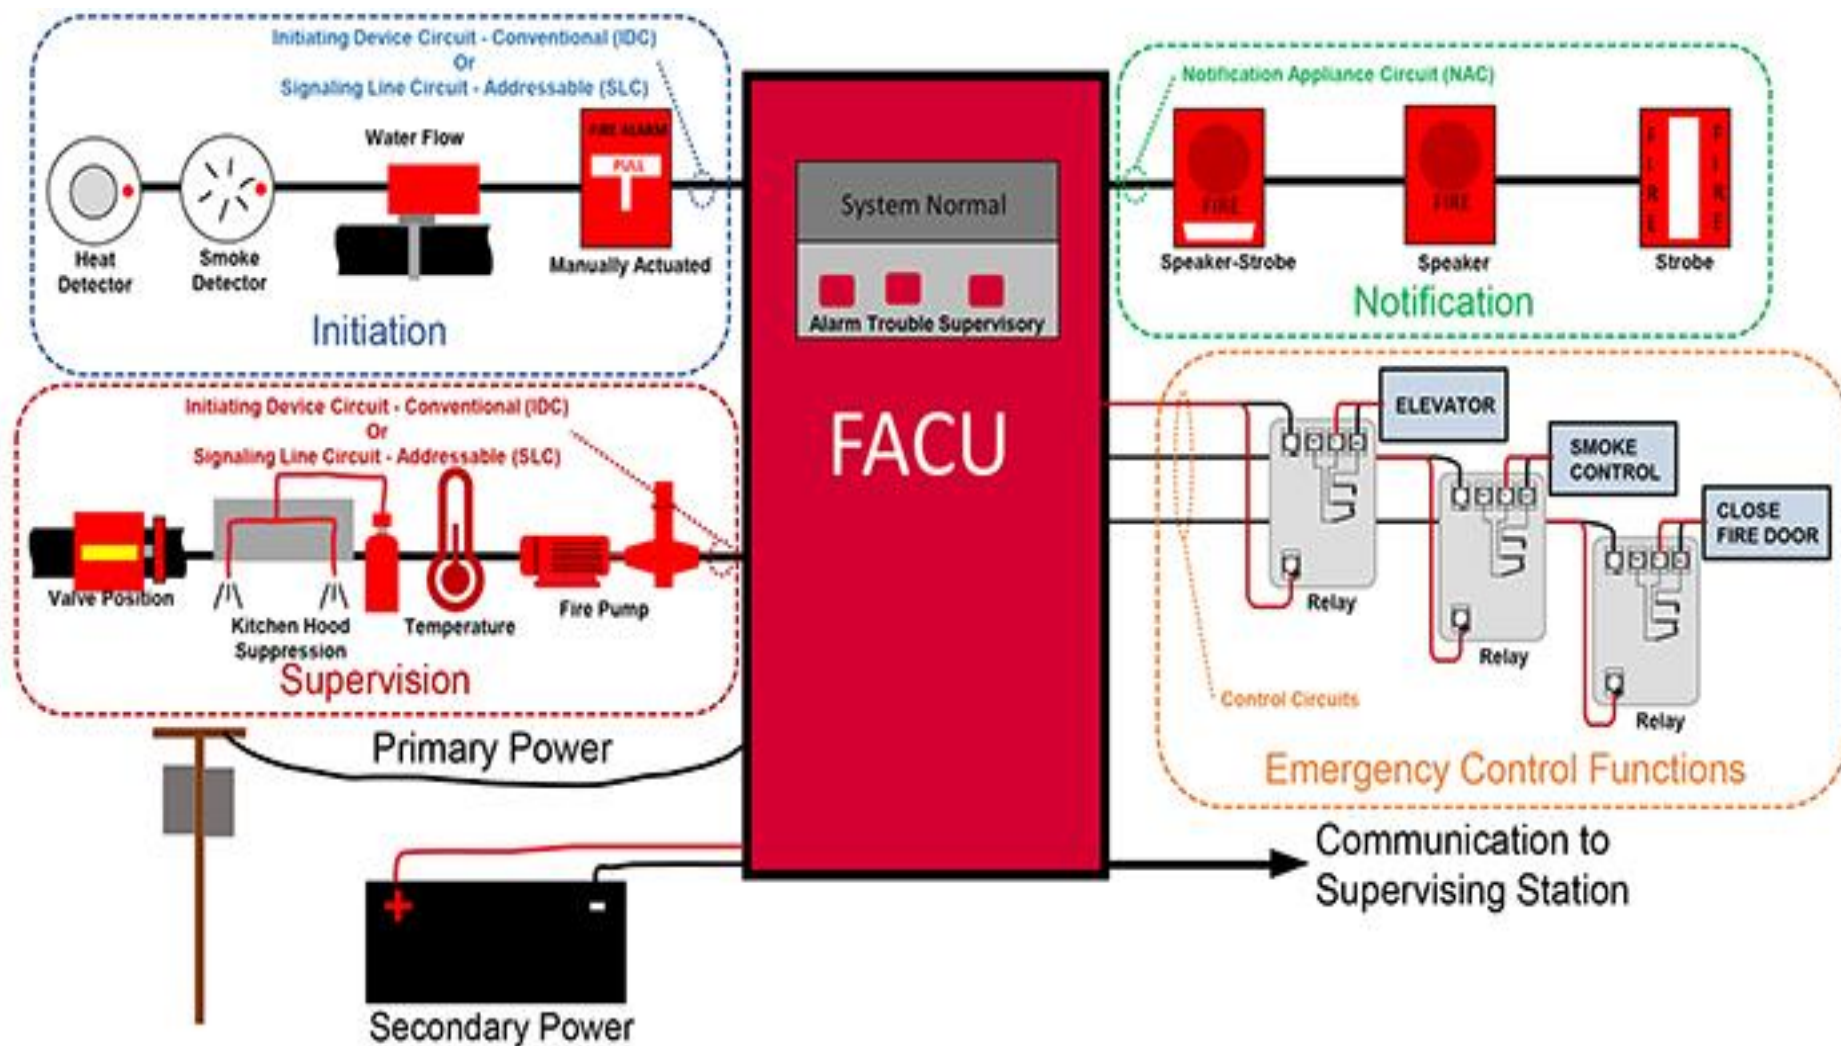 Initiating Device Circuit - Conventional (IDC)
Or
Signaling Line Circuit - Addressable (SLC)
Water Flow
FIRE ALARM
PULL
Heat
Detector
Smoke
Detector
Manually Actuated
Initiation
Initiating Device Circuit - Conventional (IDC)
Or
Signaling Line Circuit - Addressable (SLC)
Valve Position
Kitchen Hood
Suppression
Temperature
Fire Pump
Supervision
Primary Power
+
-
Secondary Power
System Normal
Alarm Trouble Supervisory
FACU
Notification Appliance Circuit (NAC)
FIRE
FIRE
FIRE
FIRE
Speaker-Strobe
Speaker
Strobe
Notification
ELEVATOR
SMOKE
CONTROL
CLOSE
FIRE DOOR
Relay
Relay
Relay
Control Circuits
Emergency Control Functions
Communication to
Supervising Station